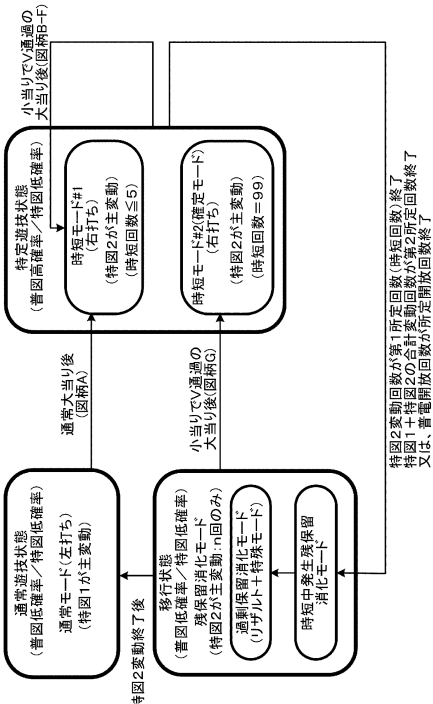 通常遊技状態
(普図低確率／特図低確率)
通常モード(左打ち)
(特図1が主変動)
通常大当り後
(図柄A)
特定遊技状態
(普図高確率／特図低確率)
時短モード#1
(右打ち)
(特図2が主変動)
(時短回数≦5)
小当りでV通過の
大当り後(図柄B-F)
時短モード#2(確定モード)
(右打ち)
(特図2が主変動)
(時短回数=99)
特図2変動終了後
移行状態
(普図低確率／特図低確率)
残保留消化モード
(特図2が主変動:n回のみ)
過剰保留消化モード
(リザルト＋特殊モード)
時短中発生残保留
消化モード
小当りでV通過の
大当り後(図柄G)
特図2変動回数が第1所定回数(時短回数)終了
特図1＋特図2の合計変動回数が第2所定回数終了
又は、普電開放回数が所定開放回数終了